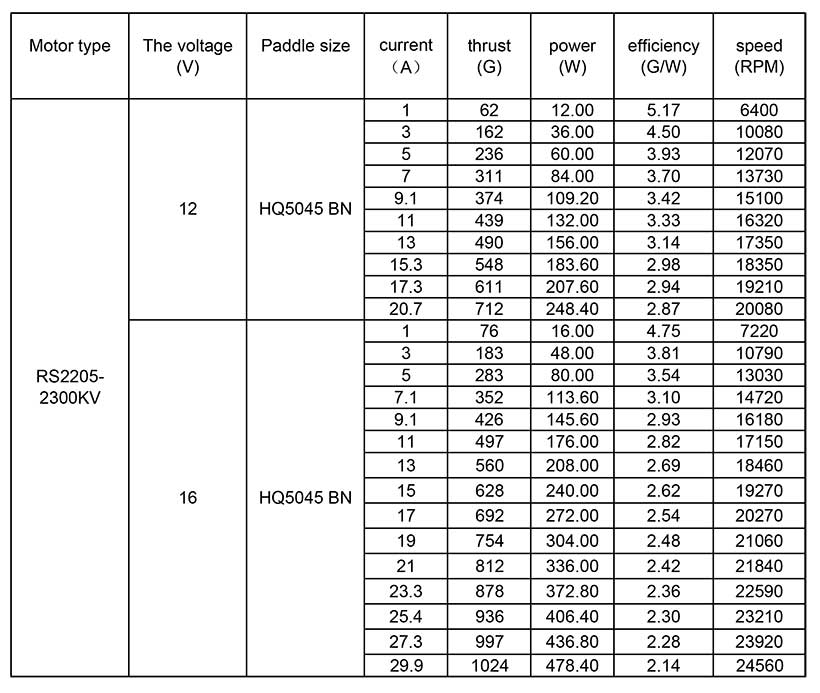 Motor type The voltage (V) Paddle size current (A) thrust (G) power (W) efficiency (G/W) speed (RPM)
RS2205-2300KV
12 HQ5045 BN
1 62 12.00 5.17 6400
3 162 36.00 4.50 10080
5 236 60.00 3.93 12070
7 311 84.00 3.70 13730
9.1 374 109.20 3.42 15100
11 439 132.00 3.33 16320
13 490 156.00 3.14 17350
15.3 548 183.60 2.98 18350
17.3 611 207.60 2.94 19210
20.7 712 248.40 2.87 20080
16 HQ5045 BN
1 76 16.00 4.75 7220
3 183 48.00 3.81 10790
5 283 80.00 3.54 13030
7.1 352 113.60 3.10 14720
9.1 426 145.60 2.93 16180
11 497 176.00 2.82 17150
13 560 208.00 2.69 18460
15 628 240.00 2.62 19270
17 692 272.00 2.54 20270
19 754 304.00 2.48 21060
21 812 336.00 2.42 21840
23.3 878 372.80 2.36 22590
25.4 936 406.40 2.30 23210
27.3 997 436.80 2.28 23920
29.9 1024 478.40 2.14 24560